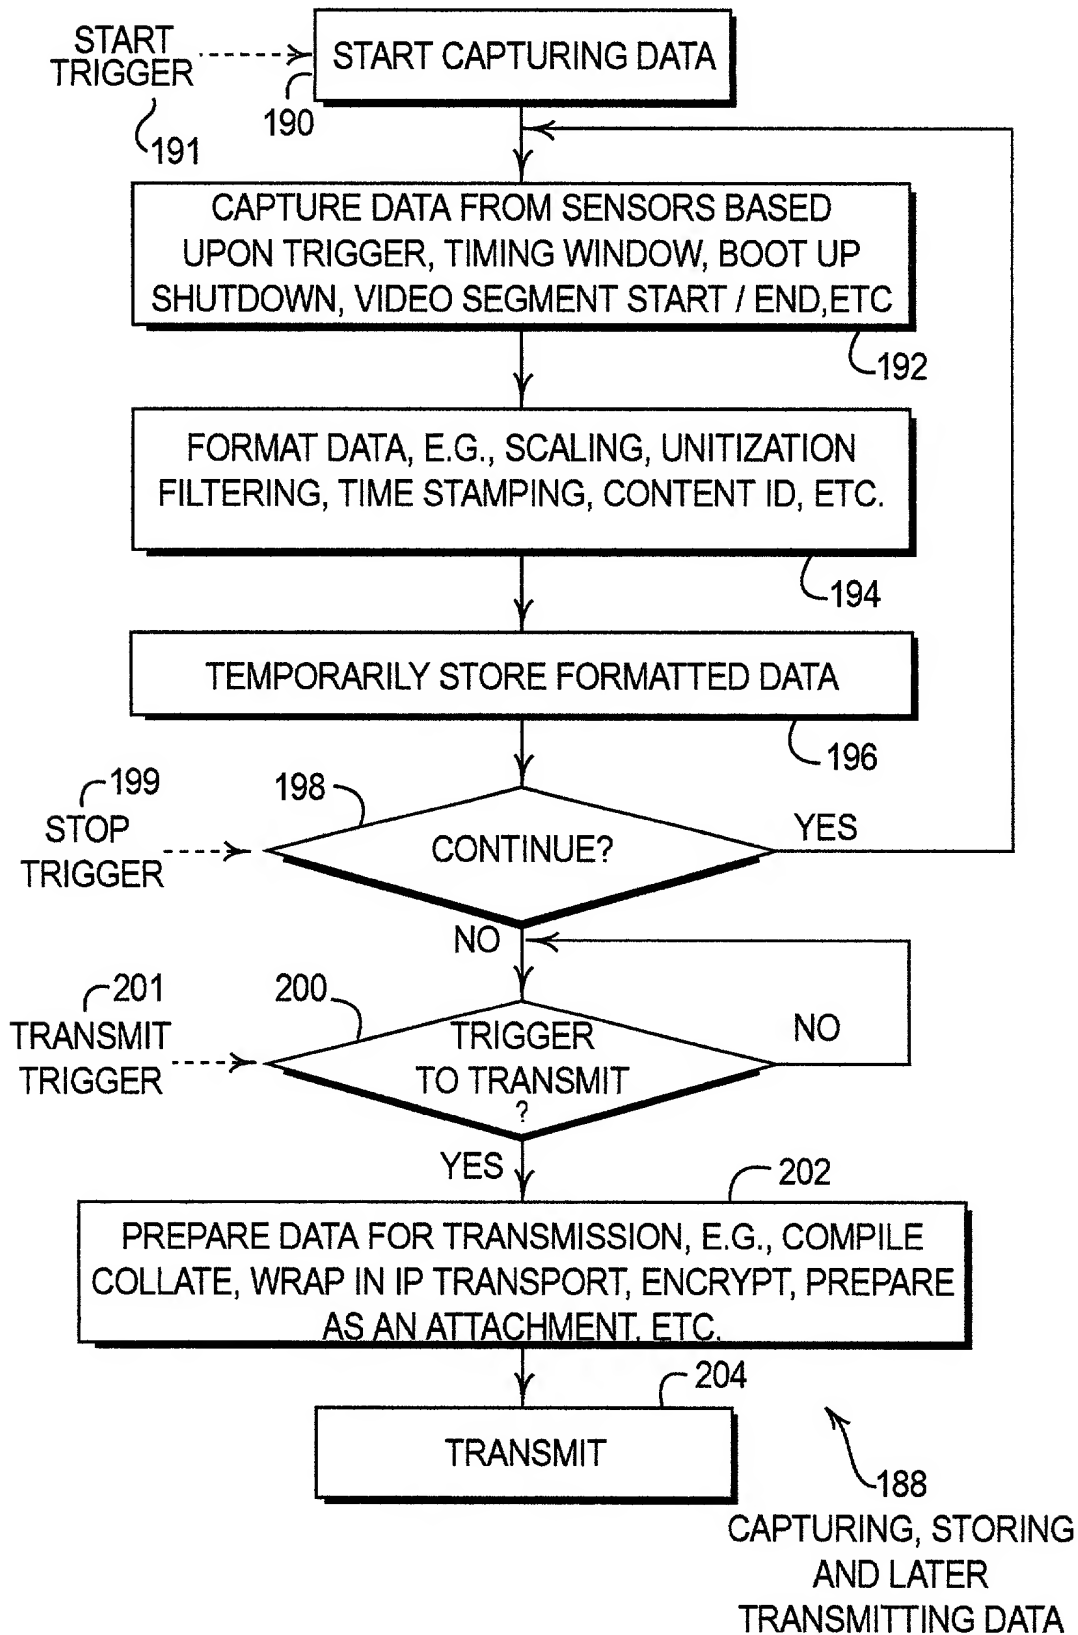 START
TRIGGER
191
START CAPTURING DATA
190
CAPTURE DATA FROM SENSORS BASED
UPON TRIGGER, TIMING WINDOW, BOOT UP
SHUTDOWN, VIDEO SEGMENT START / END,ETC
192
FORMAT DATA, E.G., SCALING, UNITIZATION
FILTERING, TIME STAMPING, CONTENT ID, ETC.
194
TEMPORARILY STORE FORMATTED DATA
196
199
STOP
TRIGGER
198
CONTINUE?
YES
NO
201
TRANSMIT
TRIGGER
200
TRIGGER
TO TRANSMIT
?
NO
YES
202
PREPARE DATA FOR TRANSMISSION, E.G., COMPILE
COLLATE, WRAP IN IP TRANSPORT, ENCRYPT, PREPARE
AS AN ATTACHMENT, ETC.
204
TRANSMIT
188
CAPTURING, STORING
AND LATER
TRANSMITTING DATA